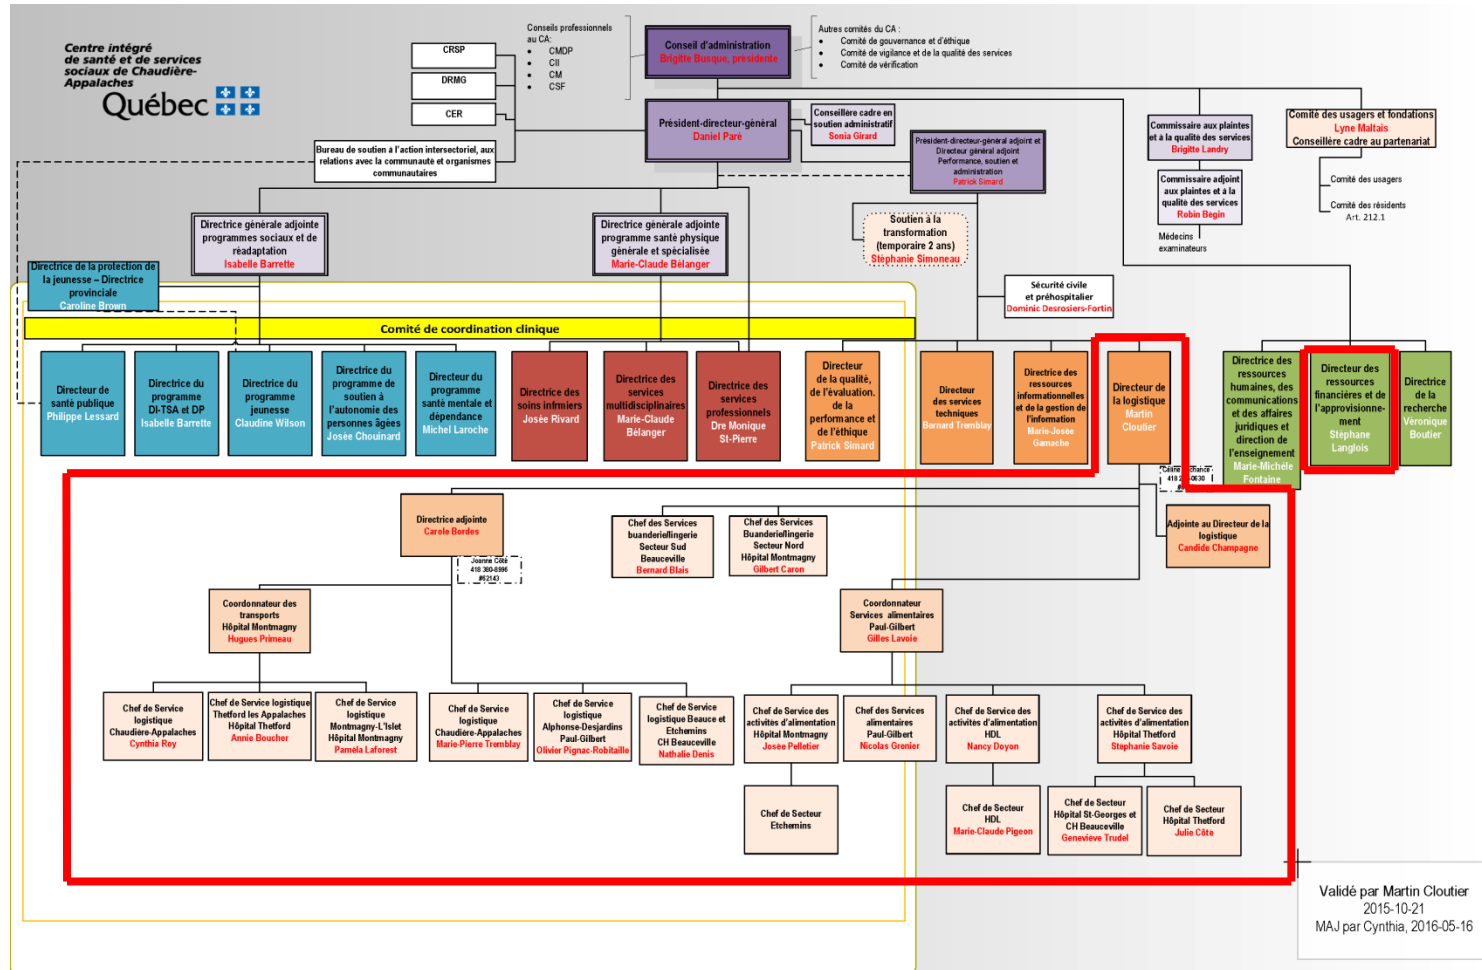 Centre intégré
de santé et de services
sociaux de Chaudière-
Appalaches
Québec
CRSP
DRMG
CER
Bureau de soutien à l'action intersectoriel, aux
relations avec la communauté et organismes
communautaires
Conseils professionnels
au CA:
• CMDP
• CII
• CM
• CSF
Conseil d'administration
Brigitte Busque, présidente
Autres comités du CA :
• Comité de gouvernance et d'éthique
• Comité de vigilance et de la qualité des services
• Comité de vérification
Président-directeur-général
Daniel Paré
Conseillère cadre en
soutien administratif
Sonia Girard
Président-directeur-général adjoint et
Directeur général adjoint
Performance, soutien et
administration
Patrick Simard
Commissaire aux plaintes
et à la qualité des services
Brigitte Landry
Commissaire adjoint
aux plaintes et à la
qualité des services
Robin Bégin
Médecins
examinateurs
Comité des usagers et fondations
Lyne Maltais
Conseillère cadre au partenariat
Comité des usagers
Comité des résidents
Art. 212.1
Directrice générale adjointe
programmes sociaux et de
réadaptation
Isabelle Barrette
Directrice générale adjointe
programme santé physique
générale et spécialisée
Marie-Claude Bélanger
Soutien à la
transformation
(temporaire 2 ans)
Stéphanie Simoneau
Directrice de la protection de
la jeunesse – Directrice
provinciale
Caroline Brown
Sécurité civile
et préhospitalier
Dominic Desrosiers-Fortin
Comité de coordination clinique
Directeur de
santé publique
Philippe Lessard
Directrice du
programme
DI-TSA et DP
Isabelle Barrette
Directrice du
programme
jeunesse
Claudine Wilson
Directrice du
programme de
soutien à
l'autonomie des
personnes âgées
Josée Chouinard
Directeur du
programme
santé mentale et
dépendance
Michel Laroche
Directrice des
soins infirmiers
Josée Rivard
Directrice des
services
multidisciplinaires
Marie-Claude
Bélanger
Directrice des
services
professionnels
Dre Monique
St-Pierre
Directeur
de la qualité,
de l'évaluation. de
la performance et
de l'éthique
Patrick Simard
Directeur
des services
techniques
Bernard Tremblay
Directrice des
ressources
informationnelles
et de la gestion de
l'information
Marie-Josée
Gamache
Directeur de
la logistique
Martin
Cloutier
Directrice des
ressources
humaines, des
communications
et des affaires
juridiques et
direction de
l'enseignement
Marie-Michèle
Fontaine
Directeur des
ressources
financières et de
l'approvisionne-
ment
Stéphane
Langlois
Directrice
de la
recherche
Véronique
Boutier
Directrice adjointe
Carole Bordes
Joanne Côté
418 380-8996
#62143
Chef des Services
buanderie/lingerie
Secteur Sud
Beauceville
Bernard Blais
Chef des Services
Buanderie/lingerie
Secteur Nord
Hôpital Montmagny
Gilbert Caron
Adjointe au Directeur de la
logistique
Candide Champagne
Coordonnateur des
transports
Hôpital Montmagny
Hugues Primeau
Coordonnateur
Services alimentaires
Paul-Gilbert
Gilles Lavoie
Chef de Service
logistique
Chaudière-Appalaches
Cynthia Roy
Chef de Service logistique
Thetford les Appalaches
Hôpital Thetford
Annie Boucher
Chef de Service
logistique
Montmagny-L'Islet
Hôpital Montmagny
Paméla Laforest
Chef de Service
logistique
Chaudière-Appalaches
Marie-Pierre Tremblay
Chef de Service
logistique
Alphonse-Desjardins
Paul-Gilbert
Olivier Pignac-Robitaille
Chef de Service
logistique Beauce et
Etchemins
CH Beauceville
Nathalie Denis
Chef de Service des
activités d'alimentation
Hôpital Montmagny
Josée Pelletier
Chef des Services
alimentaires
Paul-Gilbert
Nicolas Grenier
Chef de Service des
activités d'alimentation
HDL
Nancy Doyon
Chef de Service des
activités d'alimentation
Hôpital Thetford
Stéphanie Savoie
Chef de Secteur
Etchemins
Chef de Secteur
HDL
Marie-Claude Pigeon
Chef de Secteur
Hôpital St-Georges et
CH Beauceville
Geneviève Trudel
Chef de Secteur
Hôpital Thetford
Julie Côté
Validé par Martin Cloutier
2015-10-21
MAJ par Cynthia, 2016-05-16